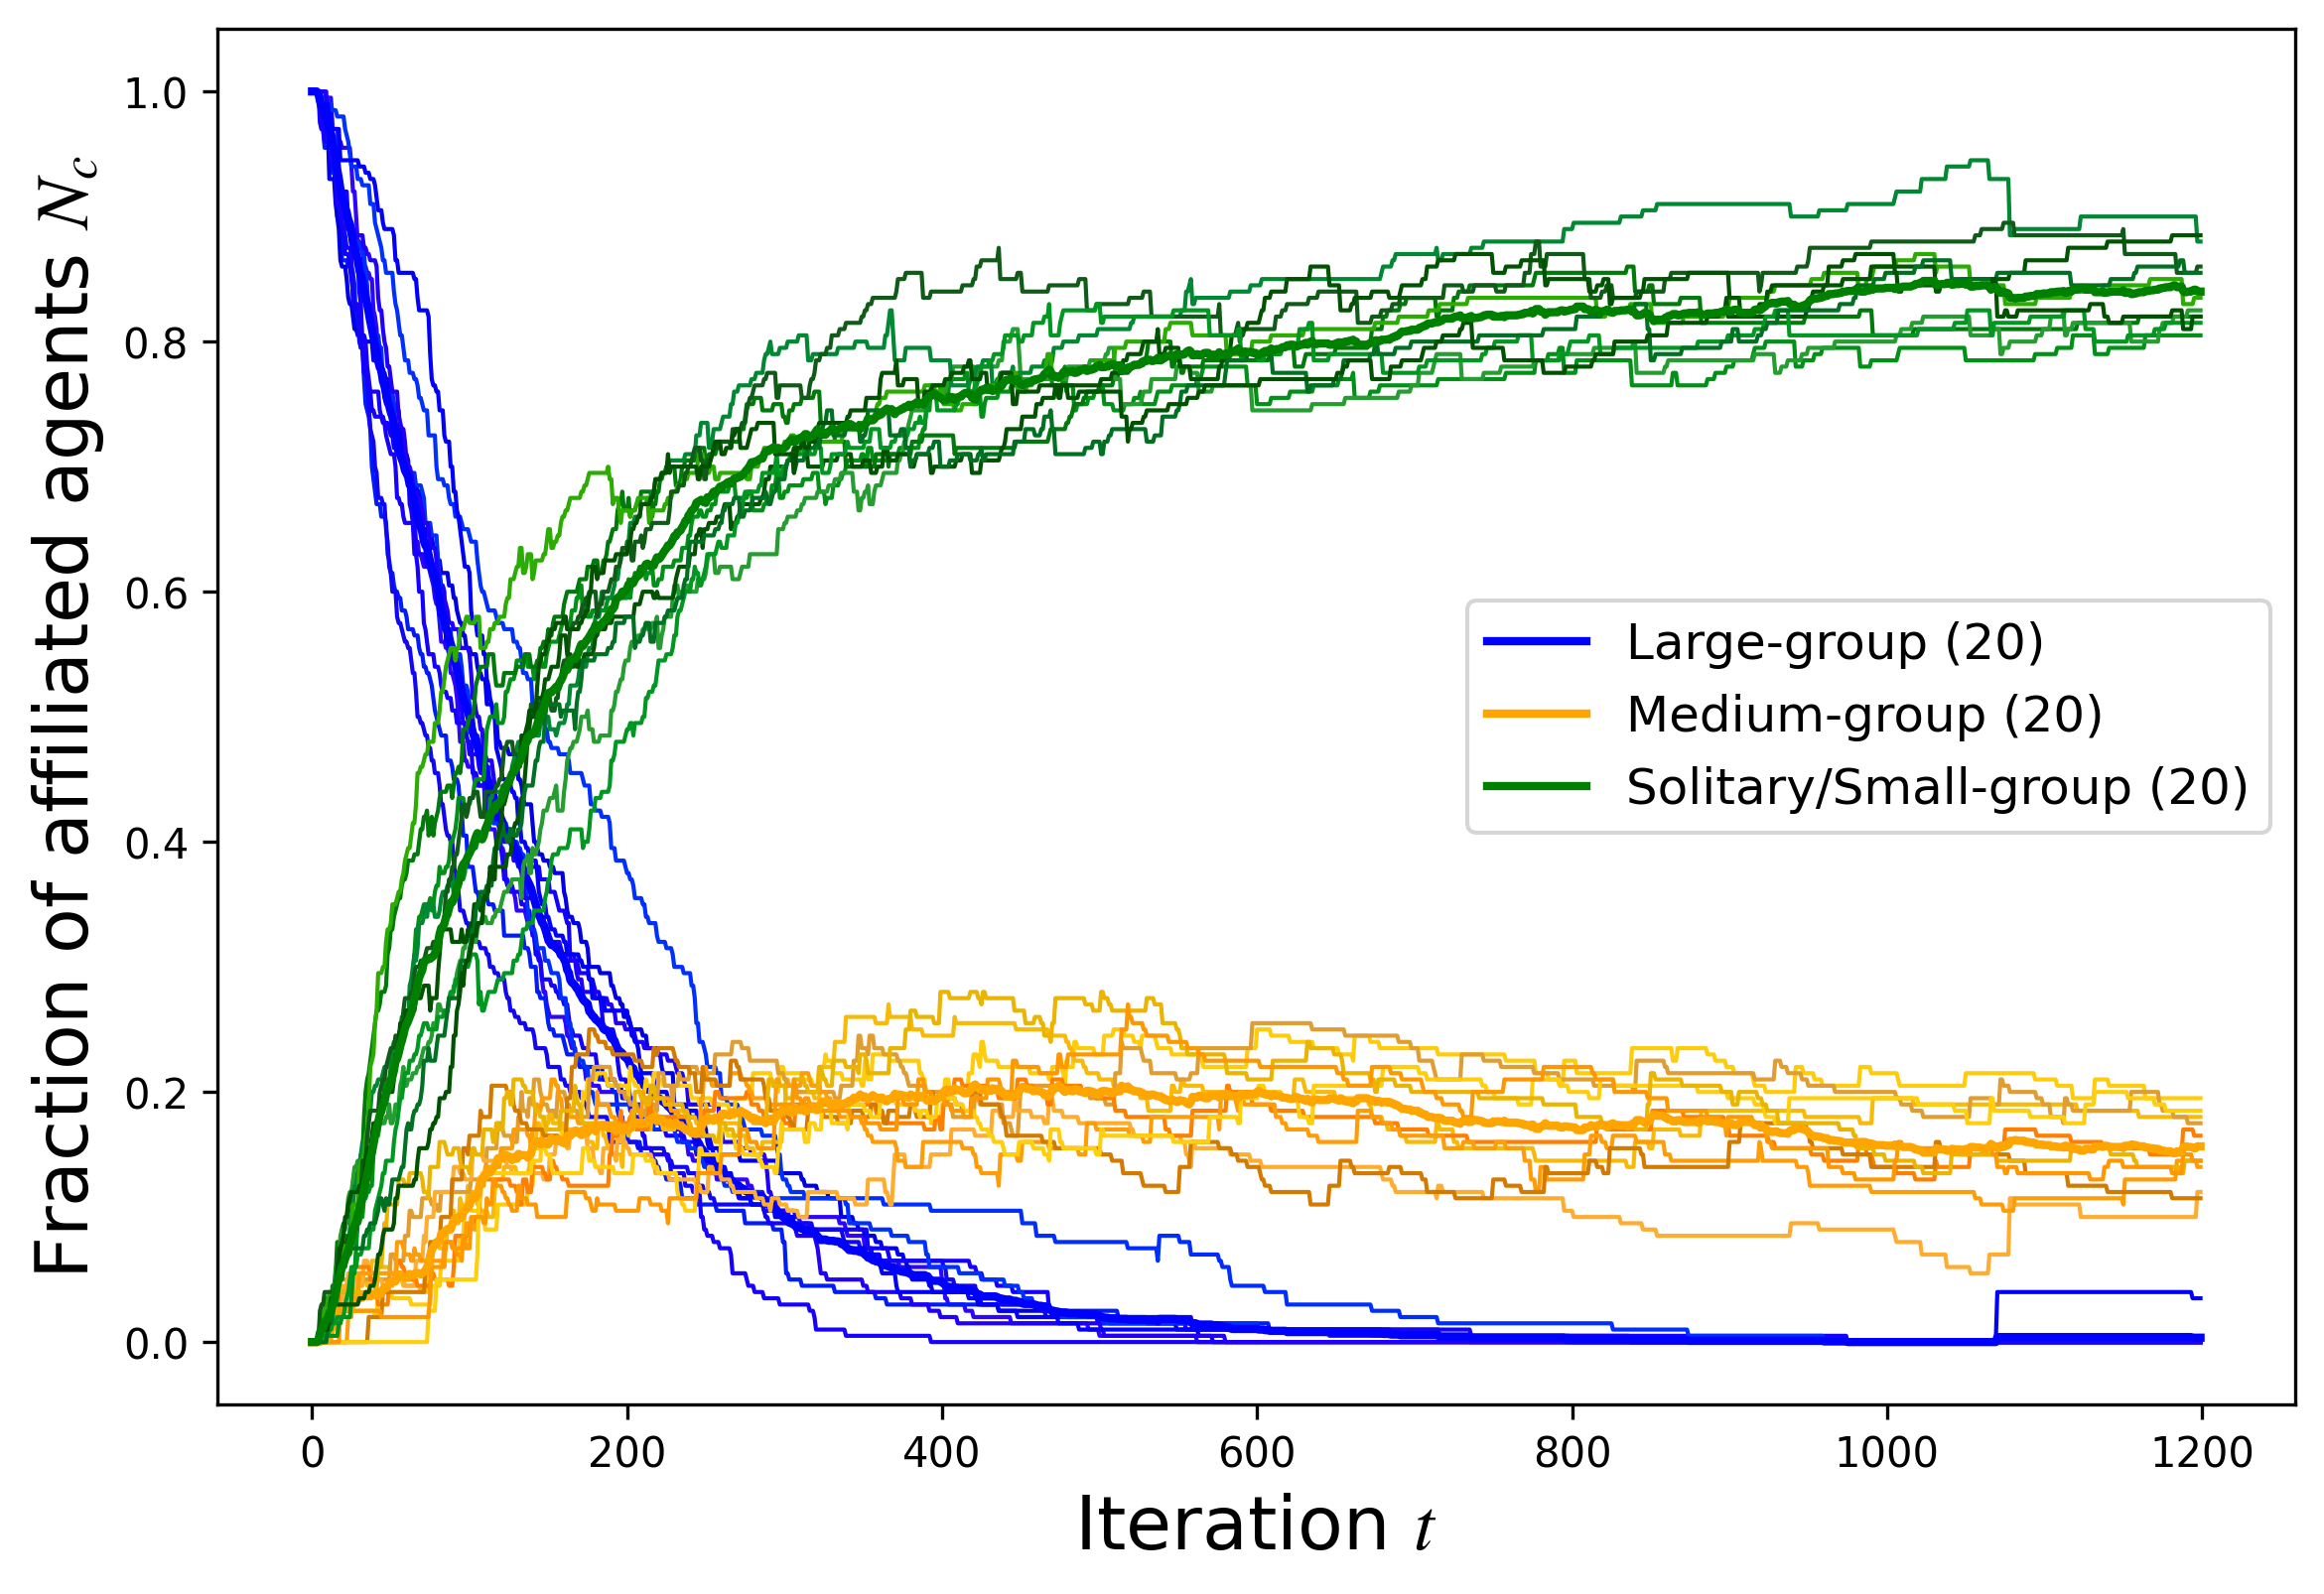 Fraction of affiliated agents N_c
1.0
0.8
0.6
0.4
0.2
0.0
Large-group (20)
Medium-group (20)
Solitary/Small-group (20)
0 200 400 600 800 1000 1200
Iteration t